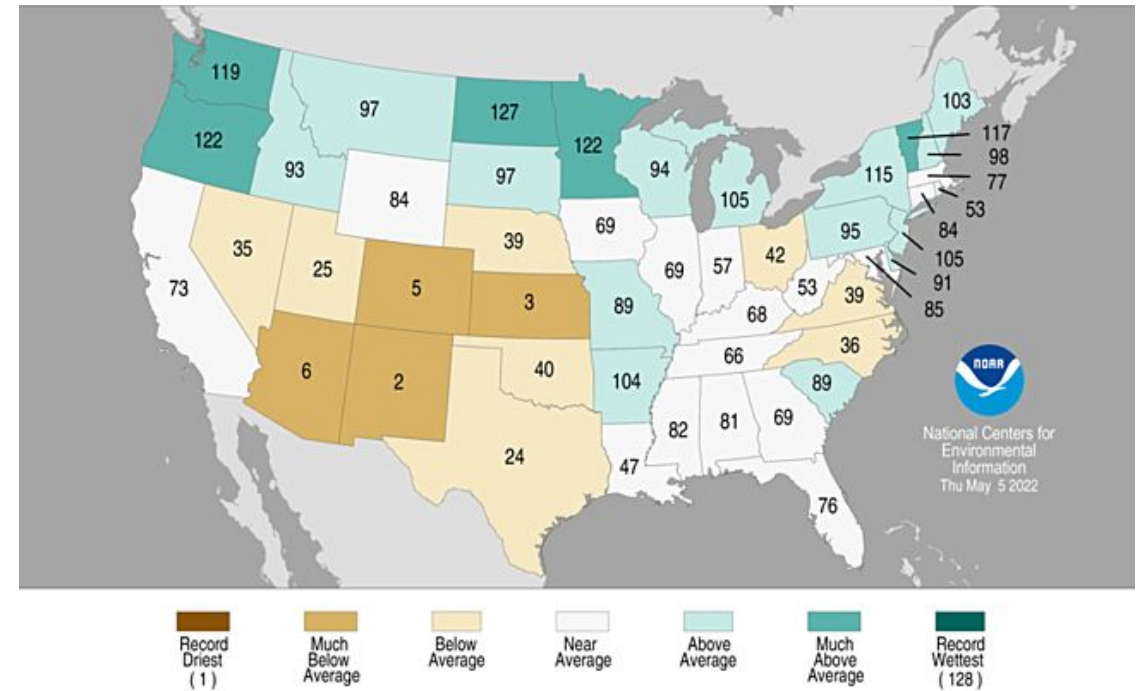 119
103
97
127
117
122
122
98
94
93
97
115
77
105
84
53
69
84
39
95
35
42
105
25
69
57
91
5
53
73
3
39
85
89
68
36
66
6
40
2
104
89
82
81
69
24
47
76
NOAA
National Centers for
Environmental
Information
Thu May 5 2022
Record
Driest
( 1 )
Much
Below
Average
Below
Average
Near
Average
Above
Average
Much
Above
Average
Record
Wettest
( 128 )